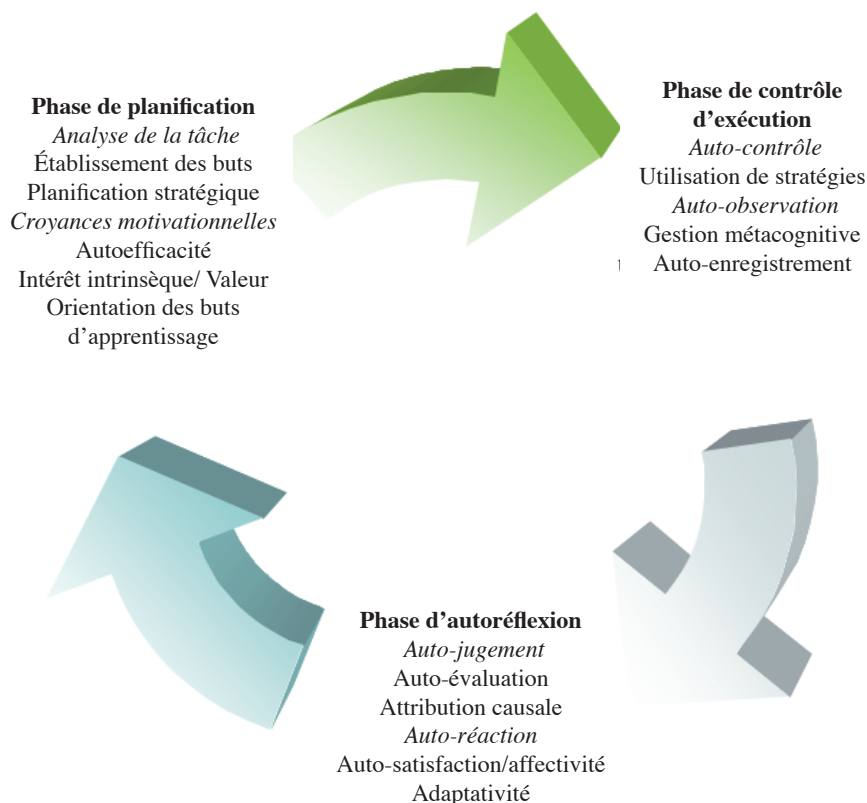 Phase de planification
Analyse de la tâche
Établissement des buts
Planification stratégique
Croyances motivationnelles
Autoefficacité
Intérêt intrinsèque/ Valeur
Orientation des buts
d’apprentissage
Phase de contrôle
d’exécution
Auto-contrôle
Utilisation de stratégies
Auto-observation
Gestion métacognitive
Auto-enregistrement
Phase d’autoréflexion
Auto-jugement
Auto-évaluation
Attribution causale
Auto-réaction
Auto-satisfaction/affectivité
Adaptativité